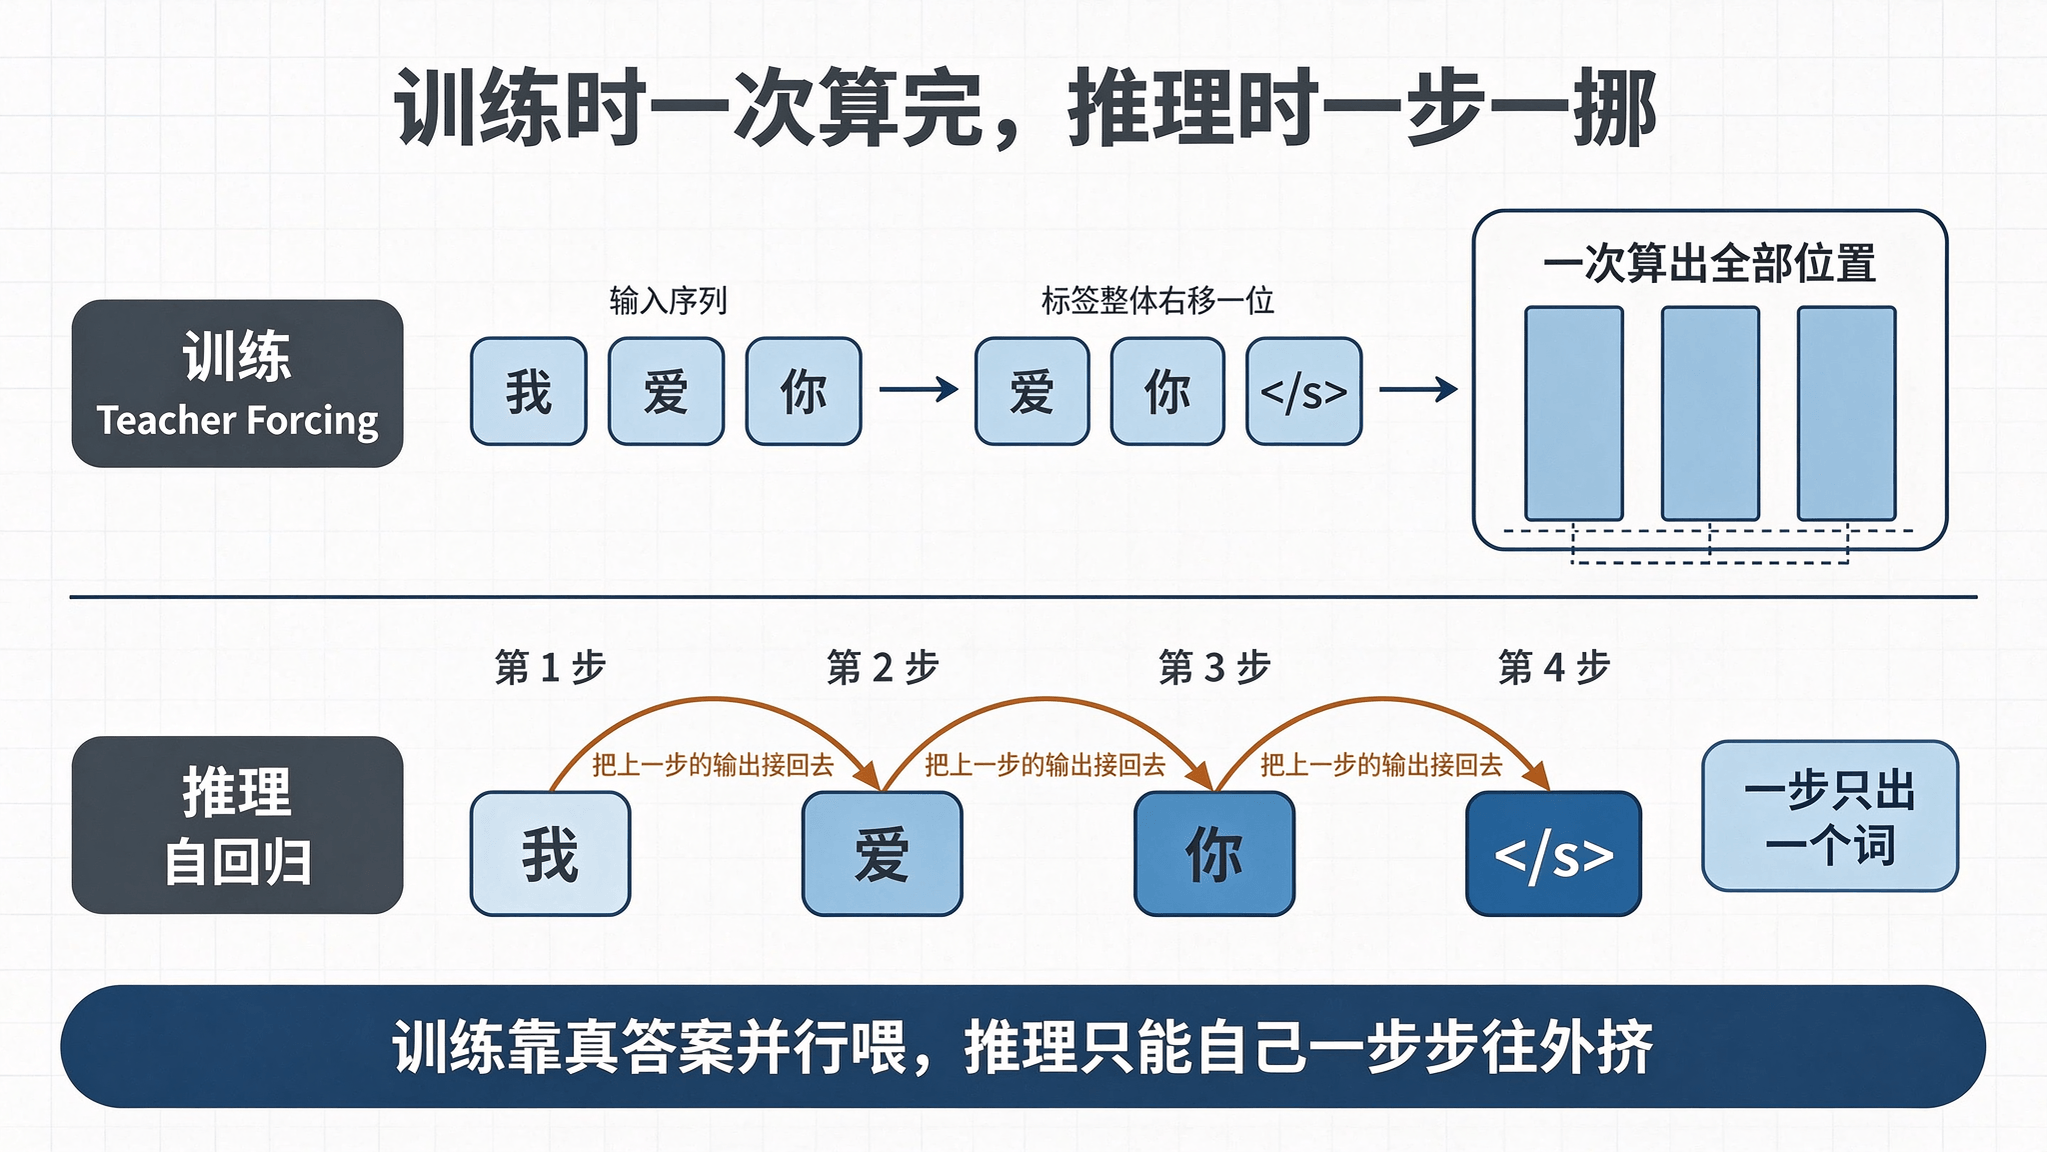 训练时一次算完，推理时一步一挪
训练
Teacher Forcing
输入序列
我 爱 你
标签整体右移一位
爱 你 </s>
一次算出全部位置
推理
自回归
第 1 步 第 2 步 第 3 步 第 4 步
把上一步的输出接回去 把上一步的输出接回去 把上一步的输出接回去
我 爱 你 </s>
一步只出
一个词
训练靠真答案并行喂，推理只能自己一步步往外挤